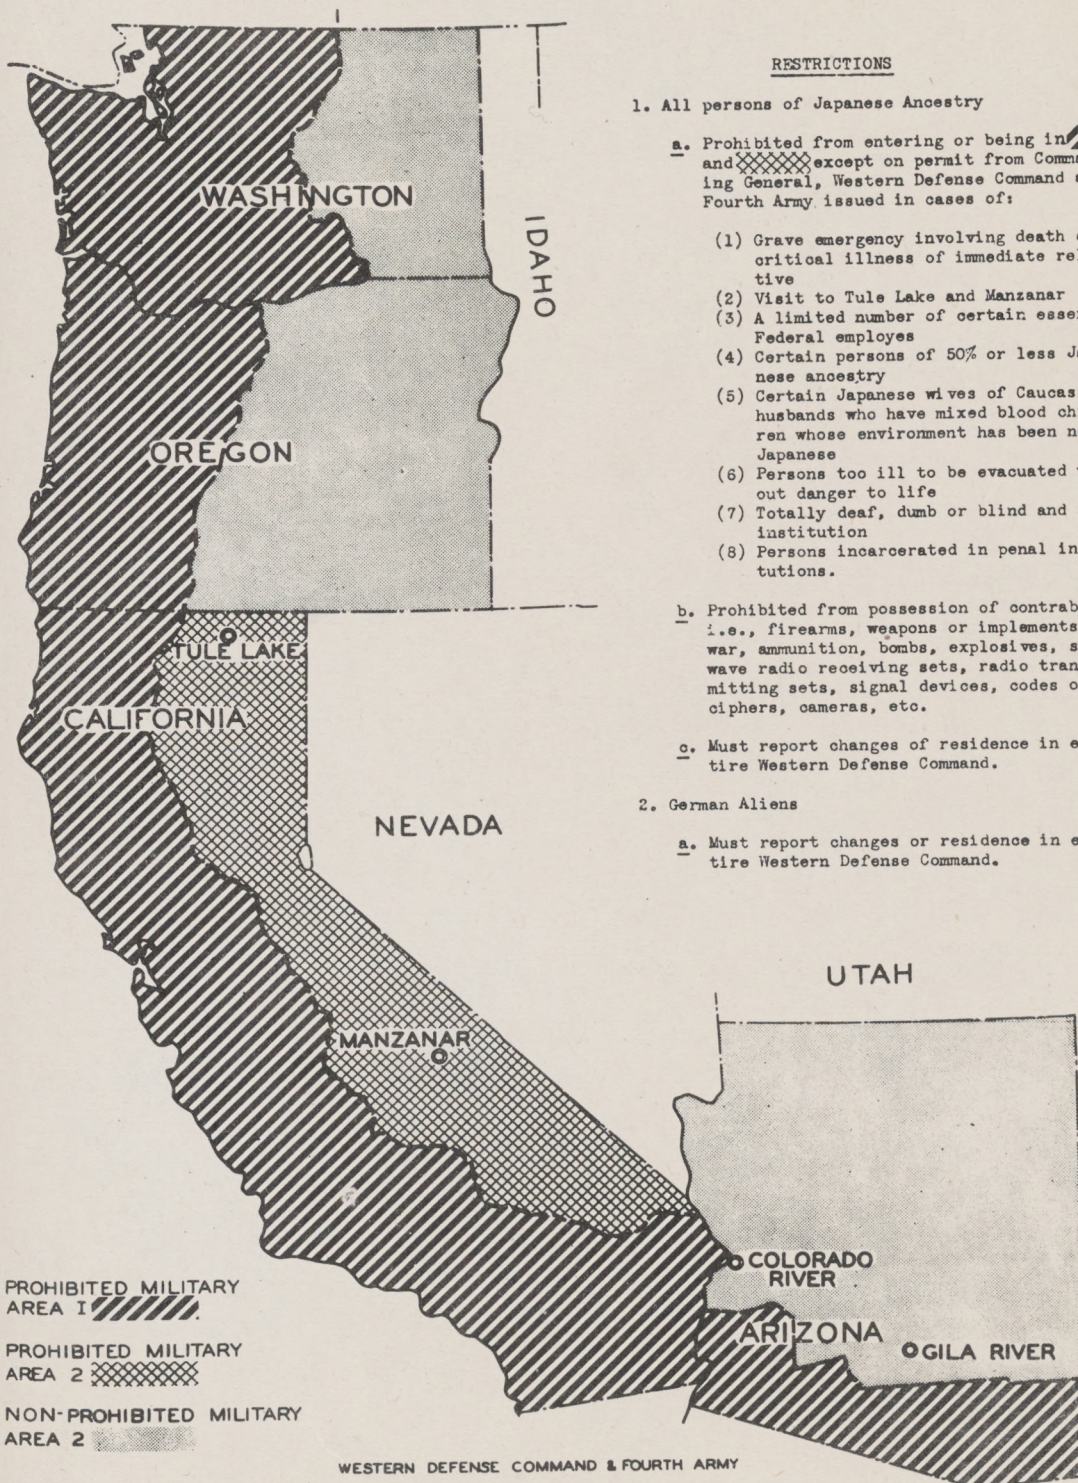 RESTRICTIONS
1. All persons of Japanese Ancestry
a. Prohibited from entering or being in
and except on permit from Comma
ing General, Western Defense Command
Fourth Army issued in cases of:
(1) Grave emergency involving death
critical illness of immediate rel
tive
(2) Visit to Tule Lake and Manzanar
(3) A limited number of certain essen
Federal employes
(4) Certain persons of 50% or less Ja
nese ancestry
(5) Certain Japanese wives of Caucas
husbands who have mixed blood ch
ren whose environment has been n
Japanese
(6) Persons too ill to be evacuated
out danger to life
(7) Totally deaf, dumb or blind and
institution
(8) Persons incarcerated in penal in
tutions.
b. Prohibited from possession of contrab
i.e., firearms, weapons or implements
war, ammunition, bombs, explosives, s
wave radio receiving sets, radio tran
mitting sets, signal devices, codes o
ciphers, cameras, etc.
c. Must report changes of residence in e
tire Western Defense Command.
2. German Aliens
a. Must report changes or residence in e
tire Western Defense Command.
WASHINGTON
IDAHO
OREGON
TULE LAKE
CALIFORNIA
NEVADA
UTAH
MANZANAR
COLORADO
RIVER
ARIZONA
GILA RIVER
PROHIBITED MILITARY
AREA I
PROHIBITED MILITARY
AREA 2
NON-PROHIBITED MILITARY
AREA 2
WESTERN DEFENSE COMMAND & FOURTH ARMY